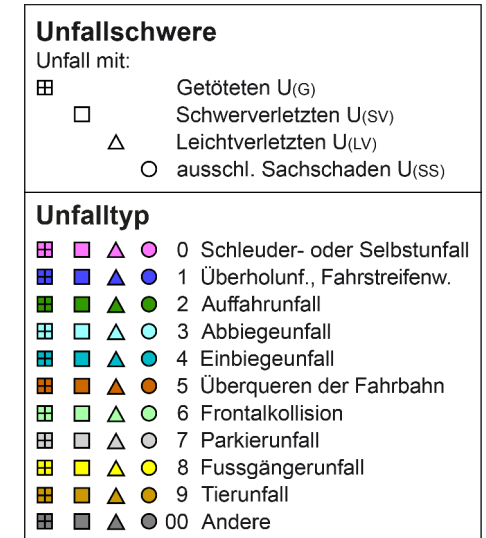 Unfallschwere
Unfall mit:
Getöteten U(G)
Schwerverletzten U(SV)
Leichtverletzten U(LV)
ausschl. Sachschaden U(SS)
Unfalltyp
0 Schleuder- oder Selbstunfall
1 Überholunf., Fahrstreifenw.
2 Auffahrunfall
3 Abbiegeunfall
4 Einbiegeunfall
5 Überqueren der Fahrbahn
6 Frontalkollision
7 Parkierunfall
8 Fussgängerunfall
9 Tierunfall
00 Andere